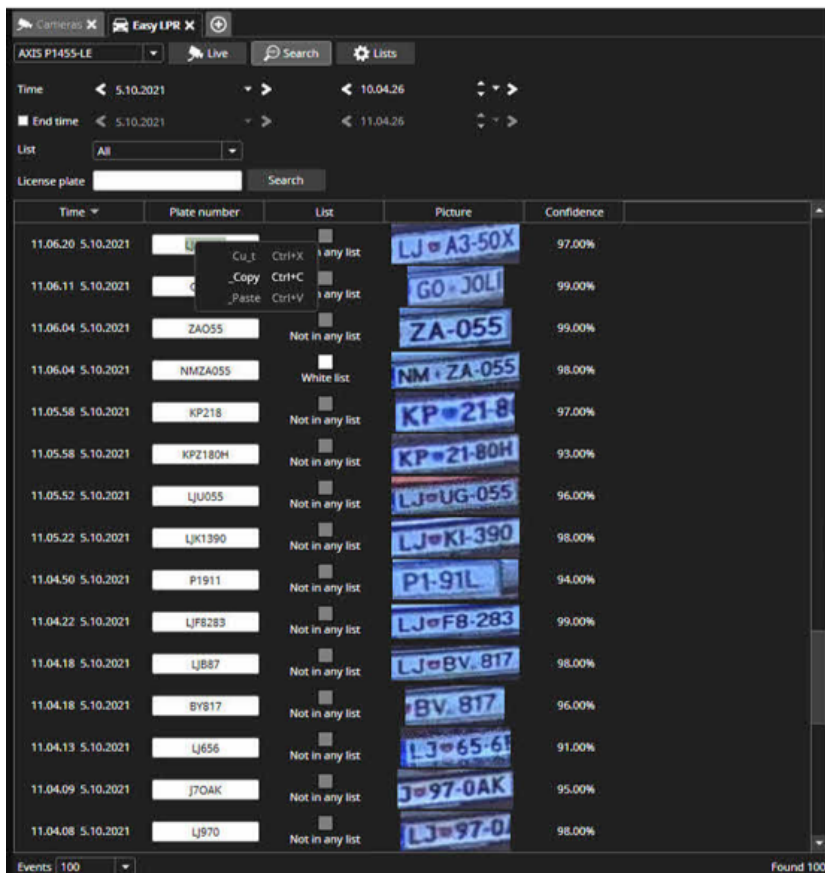 Cameras X Easy LPR X
AXIS P1455-LE Live Search Lists
Time 5.10.2021 10.04.26
End time 5.10.2021 11.04.26
List All
License plate Search
Time Plate number List Picture Confidence
11.06.20 5.10.2021 LJ A3-50X 97.00%
any list
Cu_t Ctrl+X
_Copy Ctrl+C
_Paste Ctrl+V
11.06.11 5.10.2021 GO JOLI 99.00%
any list
11.06.04 5.10.2021 ZAO55 ZA-055 99.00%
Not in any list
11.06.04 5.10.2021 NMZA055 NM ZA-055 98.00%
White list
11.05.58 5.10.2021 KP218 KP 21-8 97.00%
Not in any list
11.05.58 5.10.2021 KPZ180H KP 21-80H 93.00%
Not in any list
11.05.52 5.10.2021 LJU055 LJ UG-055 96.00%
Not in any list
11.05.22 5.10.2021 LJK1390 LJ KI-390 98.00%
Not in any list
11.04.50 5.10.2021 P1911 P1-91L 94.00%
Not in any list
11.04.22 5.10.2021 LJF8283 LJ F8-283 99.00%
Not in any list
11.04.18 5.10.2021 LJB87 LJ BV. 817 98.00%
Not in any list
11.04.18 5.10.2021 BY817 BV. 817 96.00%
Not in any list
11.04.13 5.10.2021 LJ656 LJ 65-6 91.00%
Not in any list
11.04.09 5.10.2021 J7OAK J 97-0AK 95.00%
Not in any list
11.04.08 5.10.2021 LJ970 LJ 97-0 98.00%
Not in any list
Events 100 Found 100